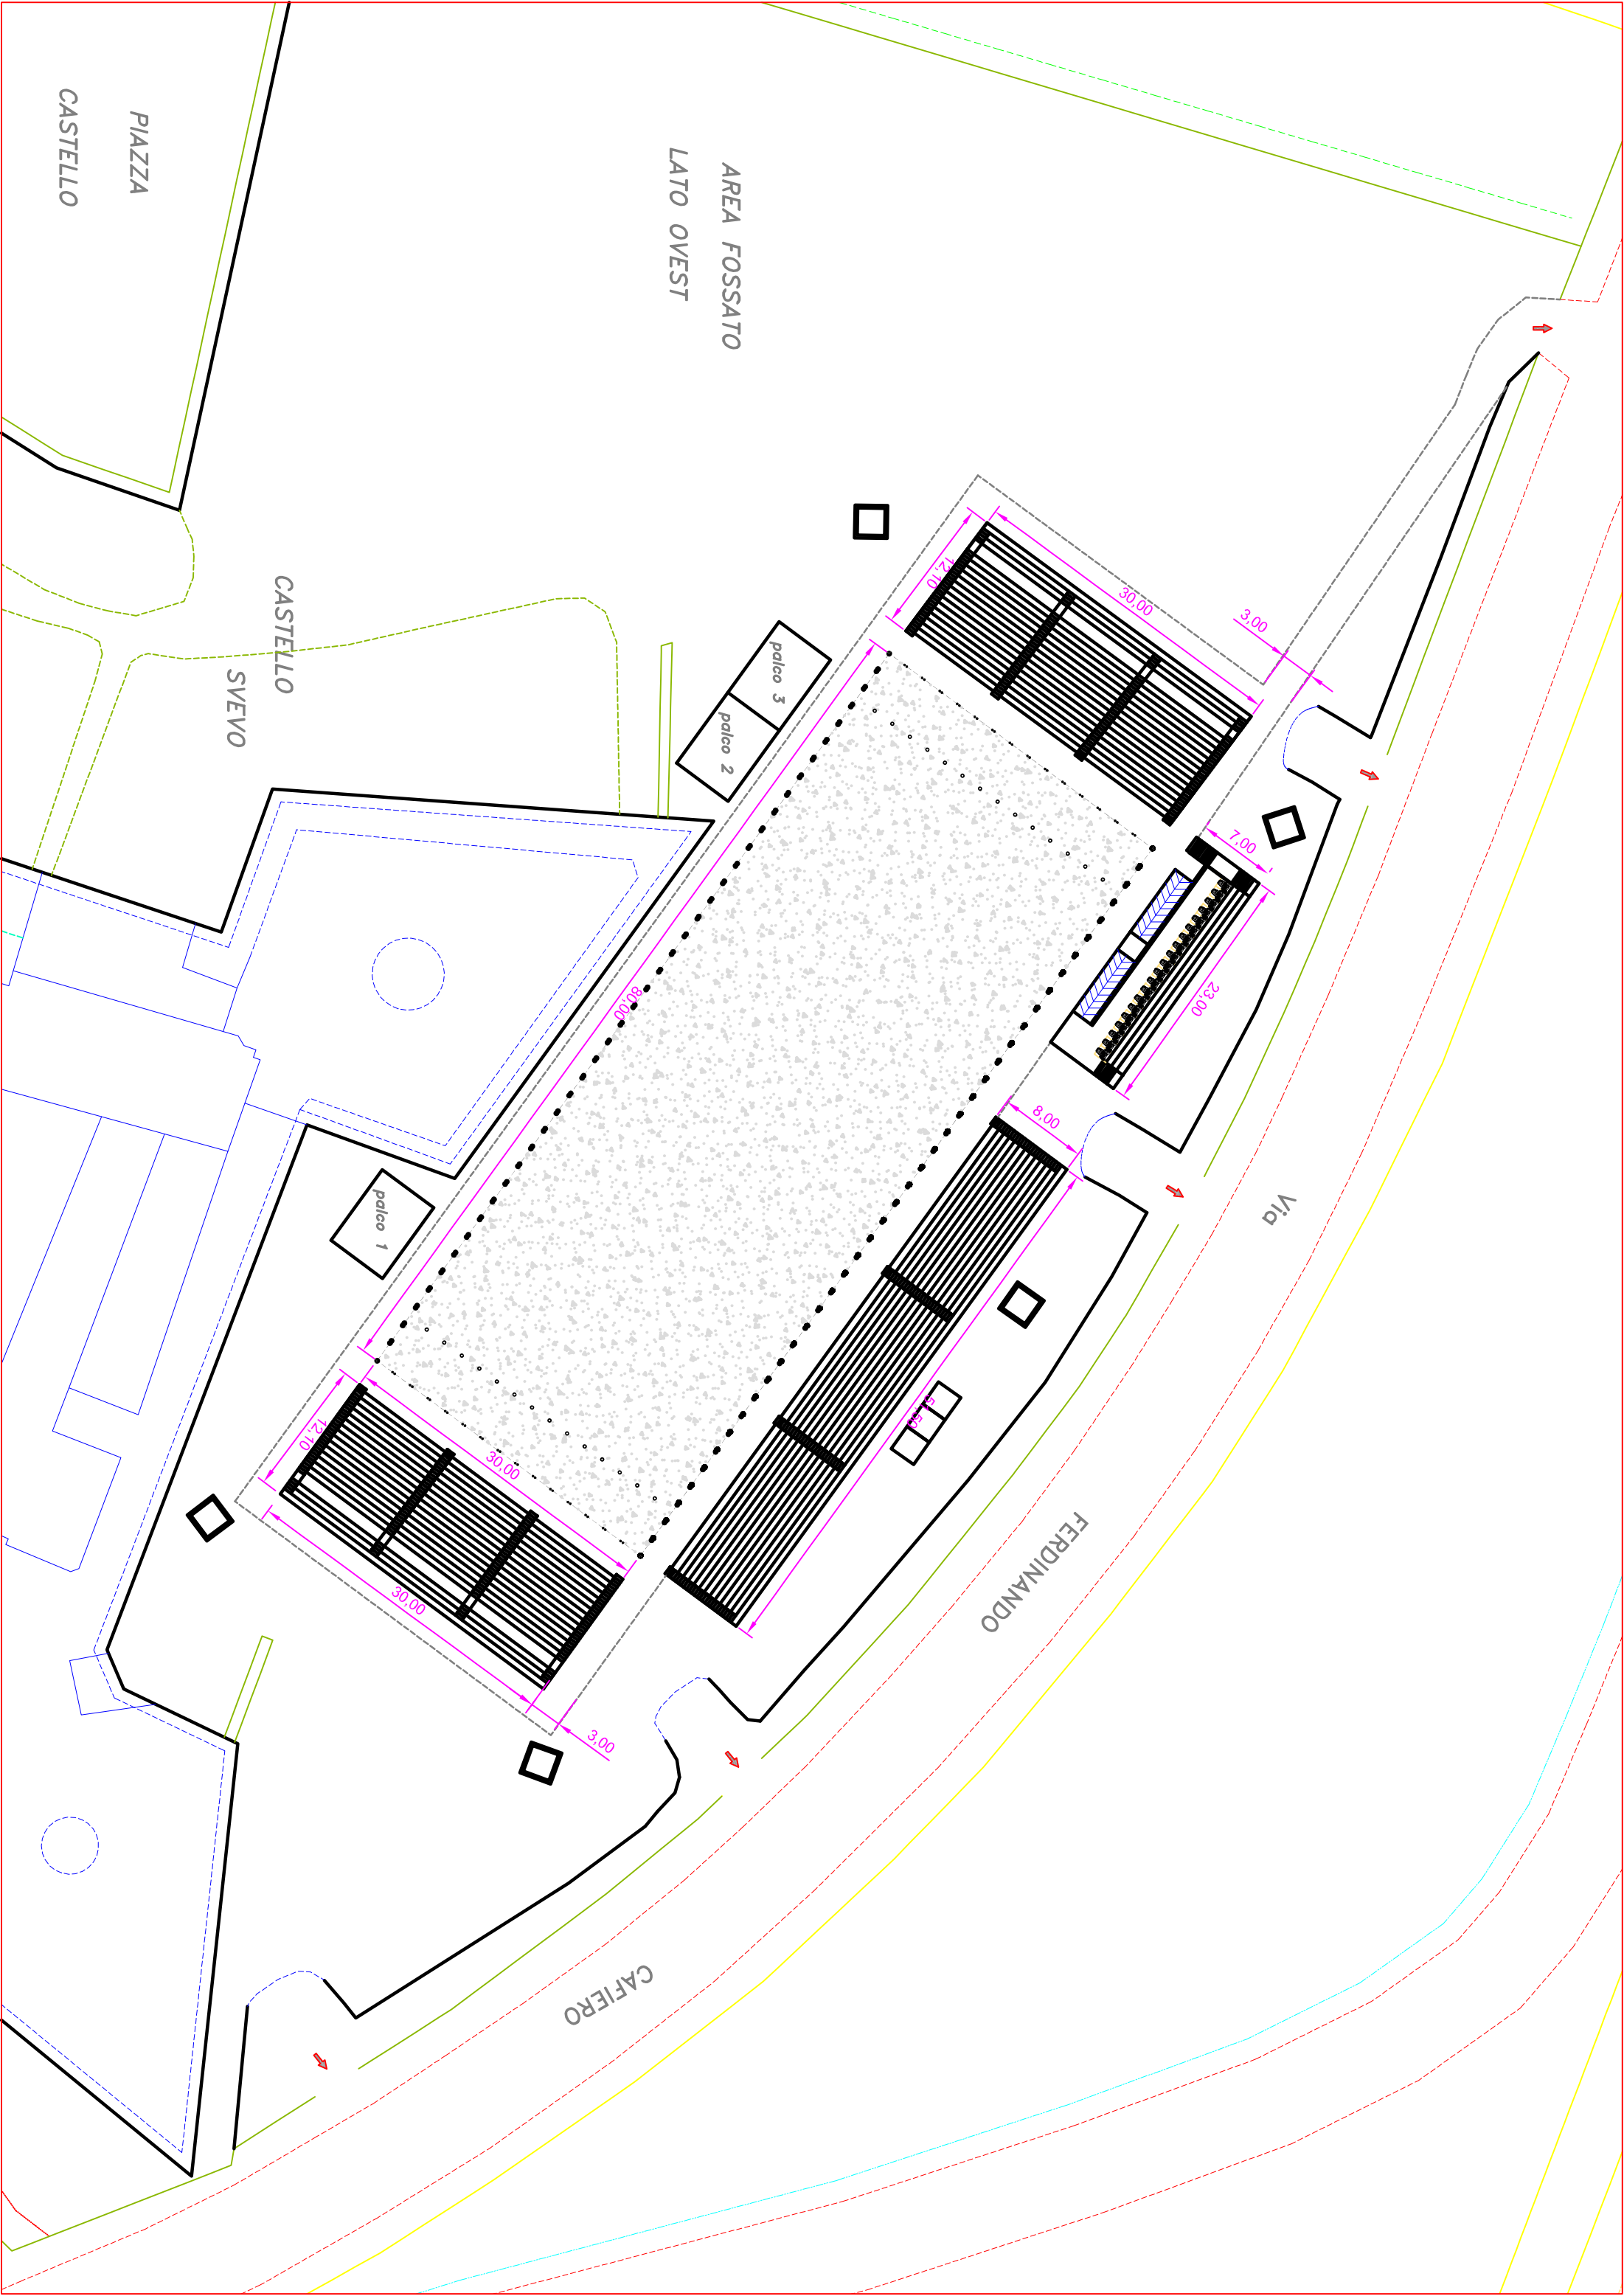 PIAZZA
CASTELLO
AREA FOSSATO
LATO OVEST
CASTELLO
SVEVO
palco 3
palco 2
palco 1
12,10
30,00
3,00
7,00
23,00
80,00
8,00
30,00
12,10
30,00
3,00
Via
FERDINANDO
CAFIERO